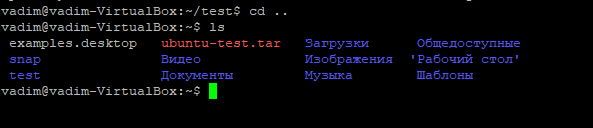 vadim@vadim-VirtualBox:~/test$ cd ..
vadim@vadim-VirtualBox:~$ ls
examples.desktop ubuntu-test.tar Загрузки Общедоступные
snap Видео Изображения 'Рабочий стол'
test Документы Музыка Шаблоны
vadim@vadim-VirtualBox:~$